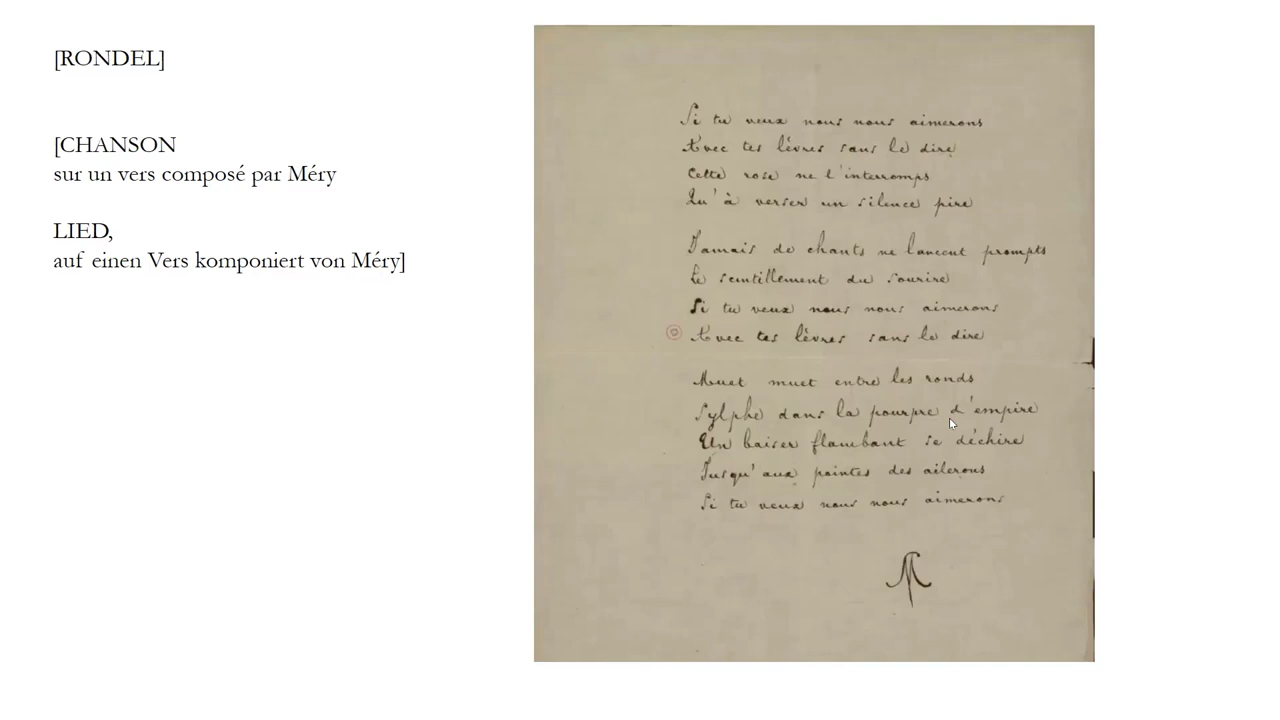 [RONDEL]
[CHANSON
sur un vers composé par Méry
LIED,
auf einen Vers komponiert von Méry]
Si tu veux nous nous aimerons
Avec tes lèvres sans le dire
Cette rose ne l'interromps
Qu'à verser un silence pire
Jamais de chants ne lancent prompts
Le scintillement du sourire
Si tu veux nous nous aimerons
Avec tes lèvres sans le dire
Muet muet entre les ronds
Sylphe dans la pourpre d'empire
Un baiser flambant se déchire
Jusqu'aux pointes des ailerons
Si tu veux nous nous aimerons
M